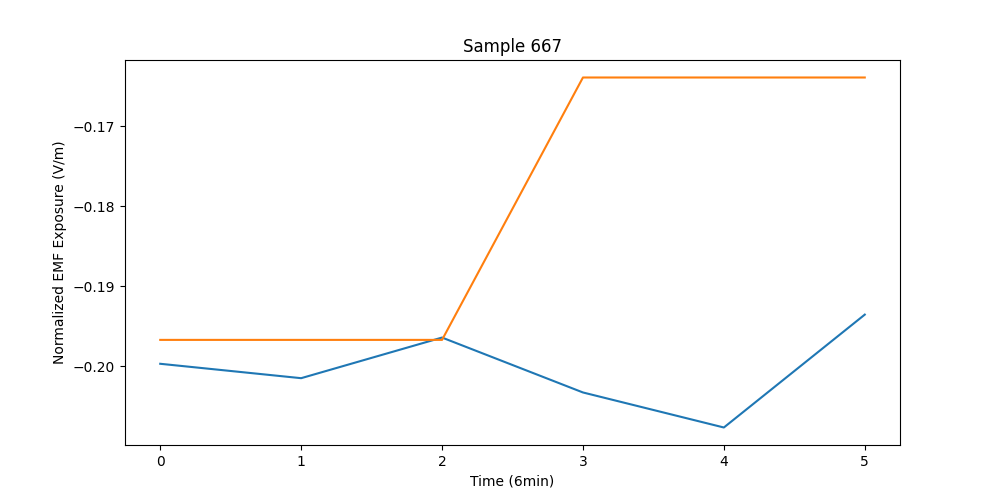 Sample 667
Normalized EMF Exposure (V/m)
−0.17
−0.18
−0.19
−0.20
0 1 2 3 4 5
Time (6min)